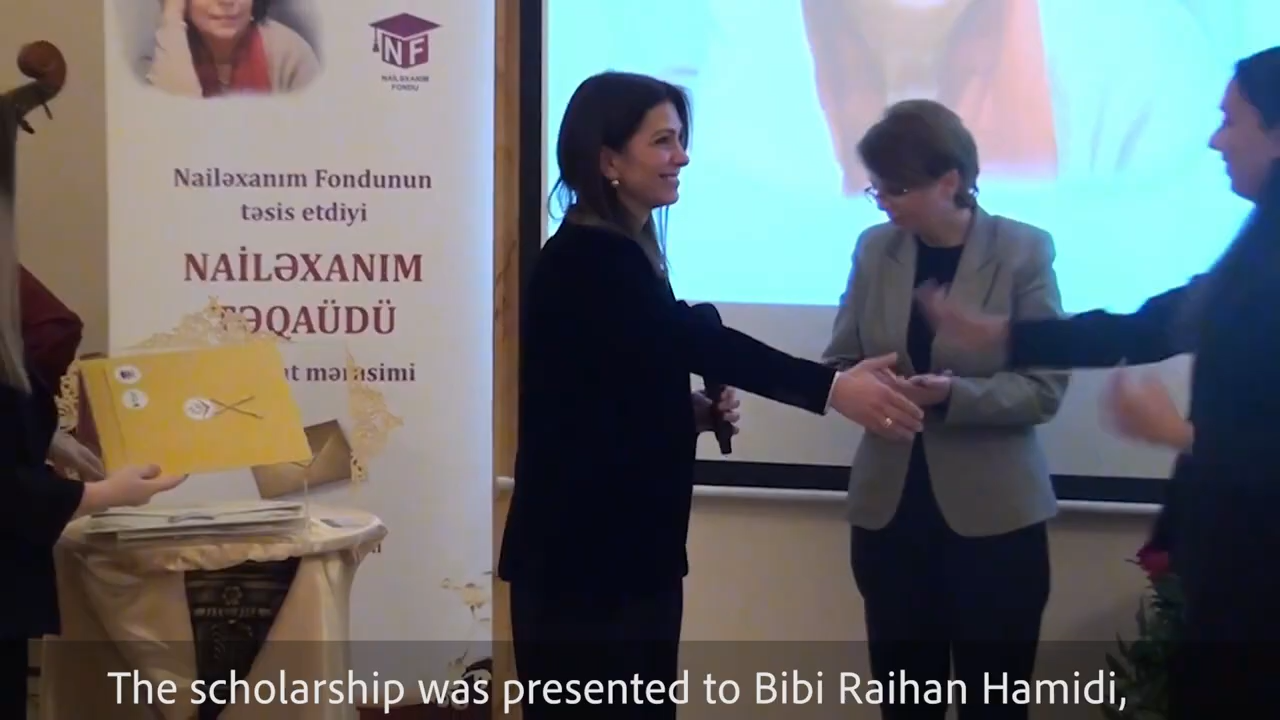 NF
NAİLƏXANIM
FONDU
Nailəxanım Fondunun
təsis etdiyi
NAİLƏXANIM
TƏQAÜDÜ
mərasimi
The scholarship was presented to Bibi Raihan Hamidi,